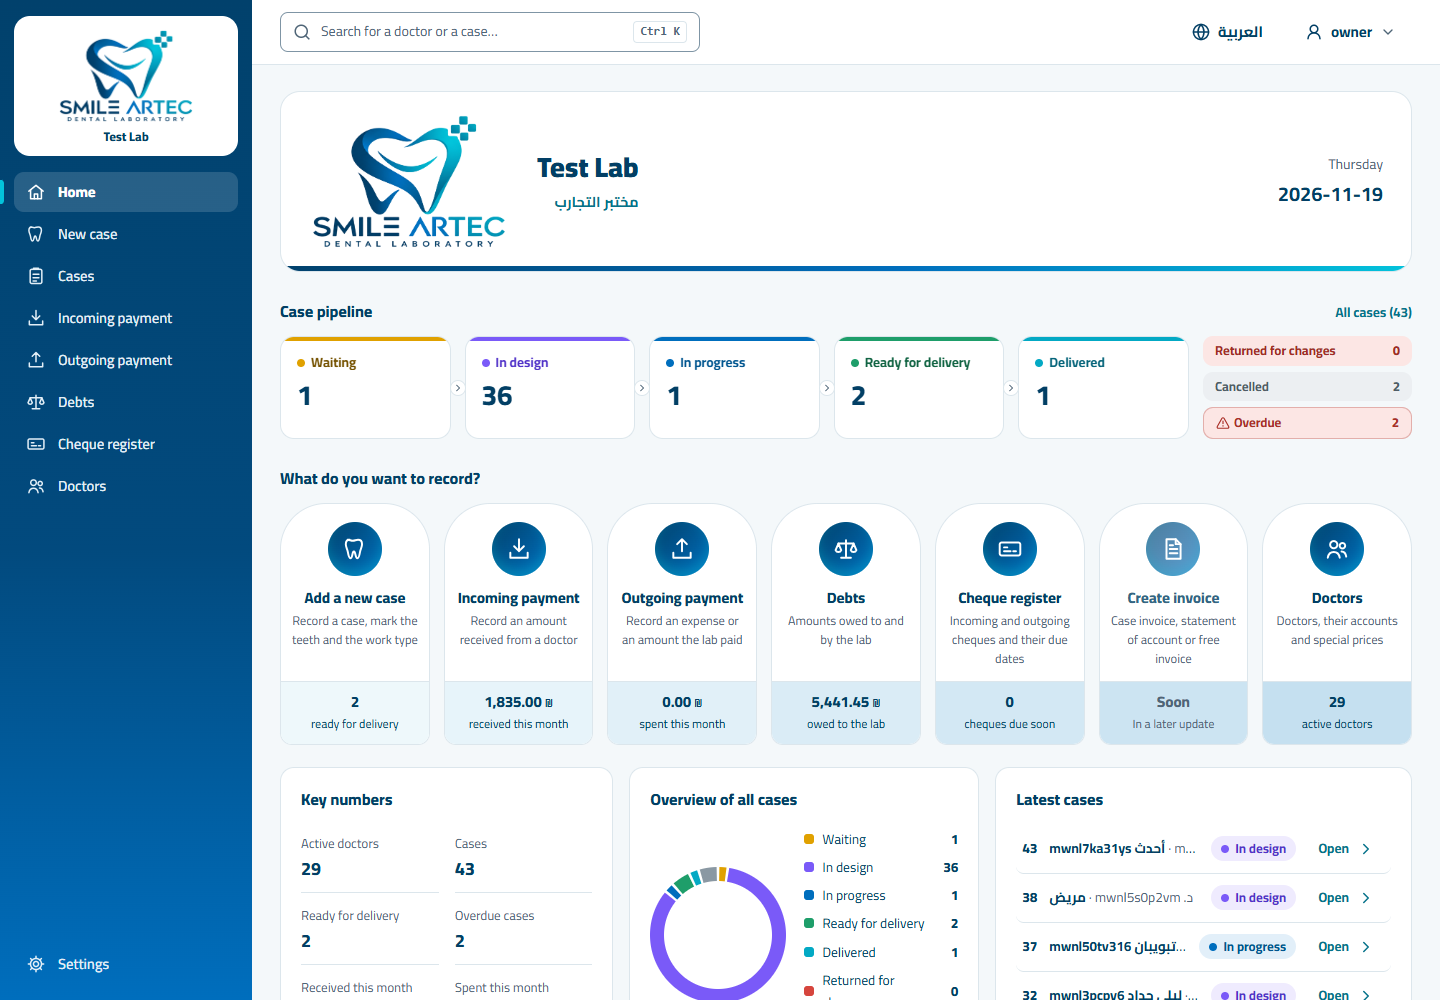 SMILE ARTEC
DENTAL LABORATORY
Test Lab
Home
New case
Cases
Incoming payment
Outgoing payment
Debts
Cheque register
Doctors
Settings
Search for a doctor or a case...
Ctrl K
العربية
owner
SMILE ARTEC
DENTAL LABORATORY
Test Lab
مختبر التجارب
Thursday
2026-11-19
Case pipeline
All cases (43)
Waiting
1
In design
36
In progress
1
Ready for delivery
2
Delivered
1
Returned for changes 0
Cancelled 2
Overdue 2
What do you want to record?
Add a new case
Record a case, mark the
teeth and the work type
2
ready for delivery
Incoming payment
Record an amount
received from a doctor
1,835.00 ₪
received this month
Outgoing payment
Record an expense or
an amount the lab paid
0.00 ₪
spent this month
Debts
Amounts owed to and
by the lab
5,441.45 ₪
owed to the lab
Cheque register
Incoming and outgoing
cheques and their due
dates
0
cheques due soon
Create invoice
Case invoice, statement
of account or free
invoice
Soon
In a later update
Doctors
Doctors, their accounts
and special prices
29
active doctors
Key numbers
Active doctors
29
Cases
43
Ready for delivery
2
Overdue cases
2
Received this month
Spent this month
Overview of all cases
Waiting 1
In design 36
In progress 1
Ready for delivery 2
Delivered 1
Returned for 0
Latest cases
43 mwnl7ka31ys أحدث · m... In design Open
38 مريض · mwnl5s0p2vm د. In design Open
37 mwnl50tv316 تبويبان... In progress Open
32 mwnl3pcpv6 ليلى حداد ·... In design Open